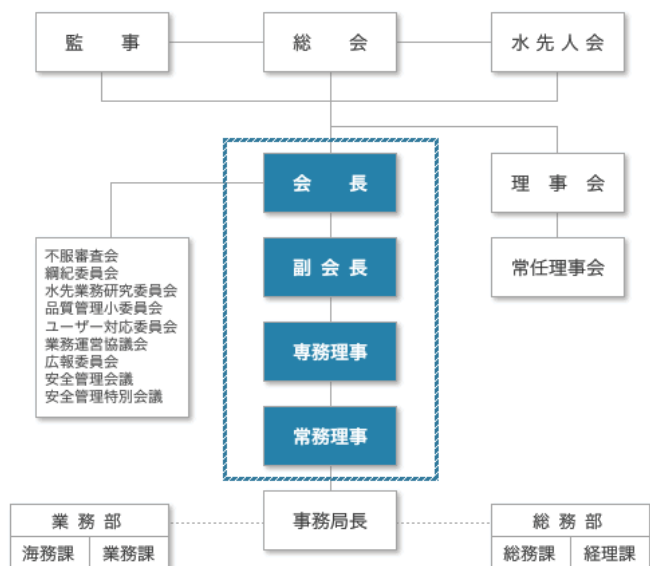 監事
総会
水先人会
会長
理事会
副会長
常任理事会
不服審査会
綱紀委員会
水先業務研究委員会
品質管理小委員会
ユーザー対応委員会
業務運営協議会
広報委員会
安全管理会議
安全管理特別会議
専務理事
常務理事
事務局長
業務部
海務課
業務課
総務部
総務課
経理課